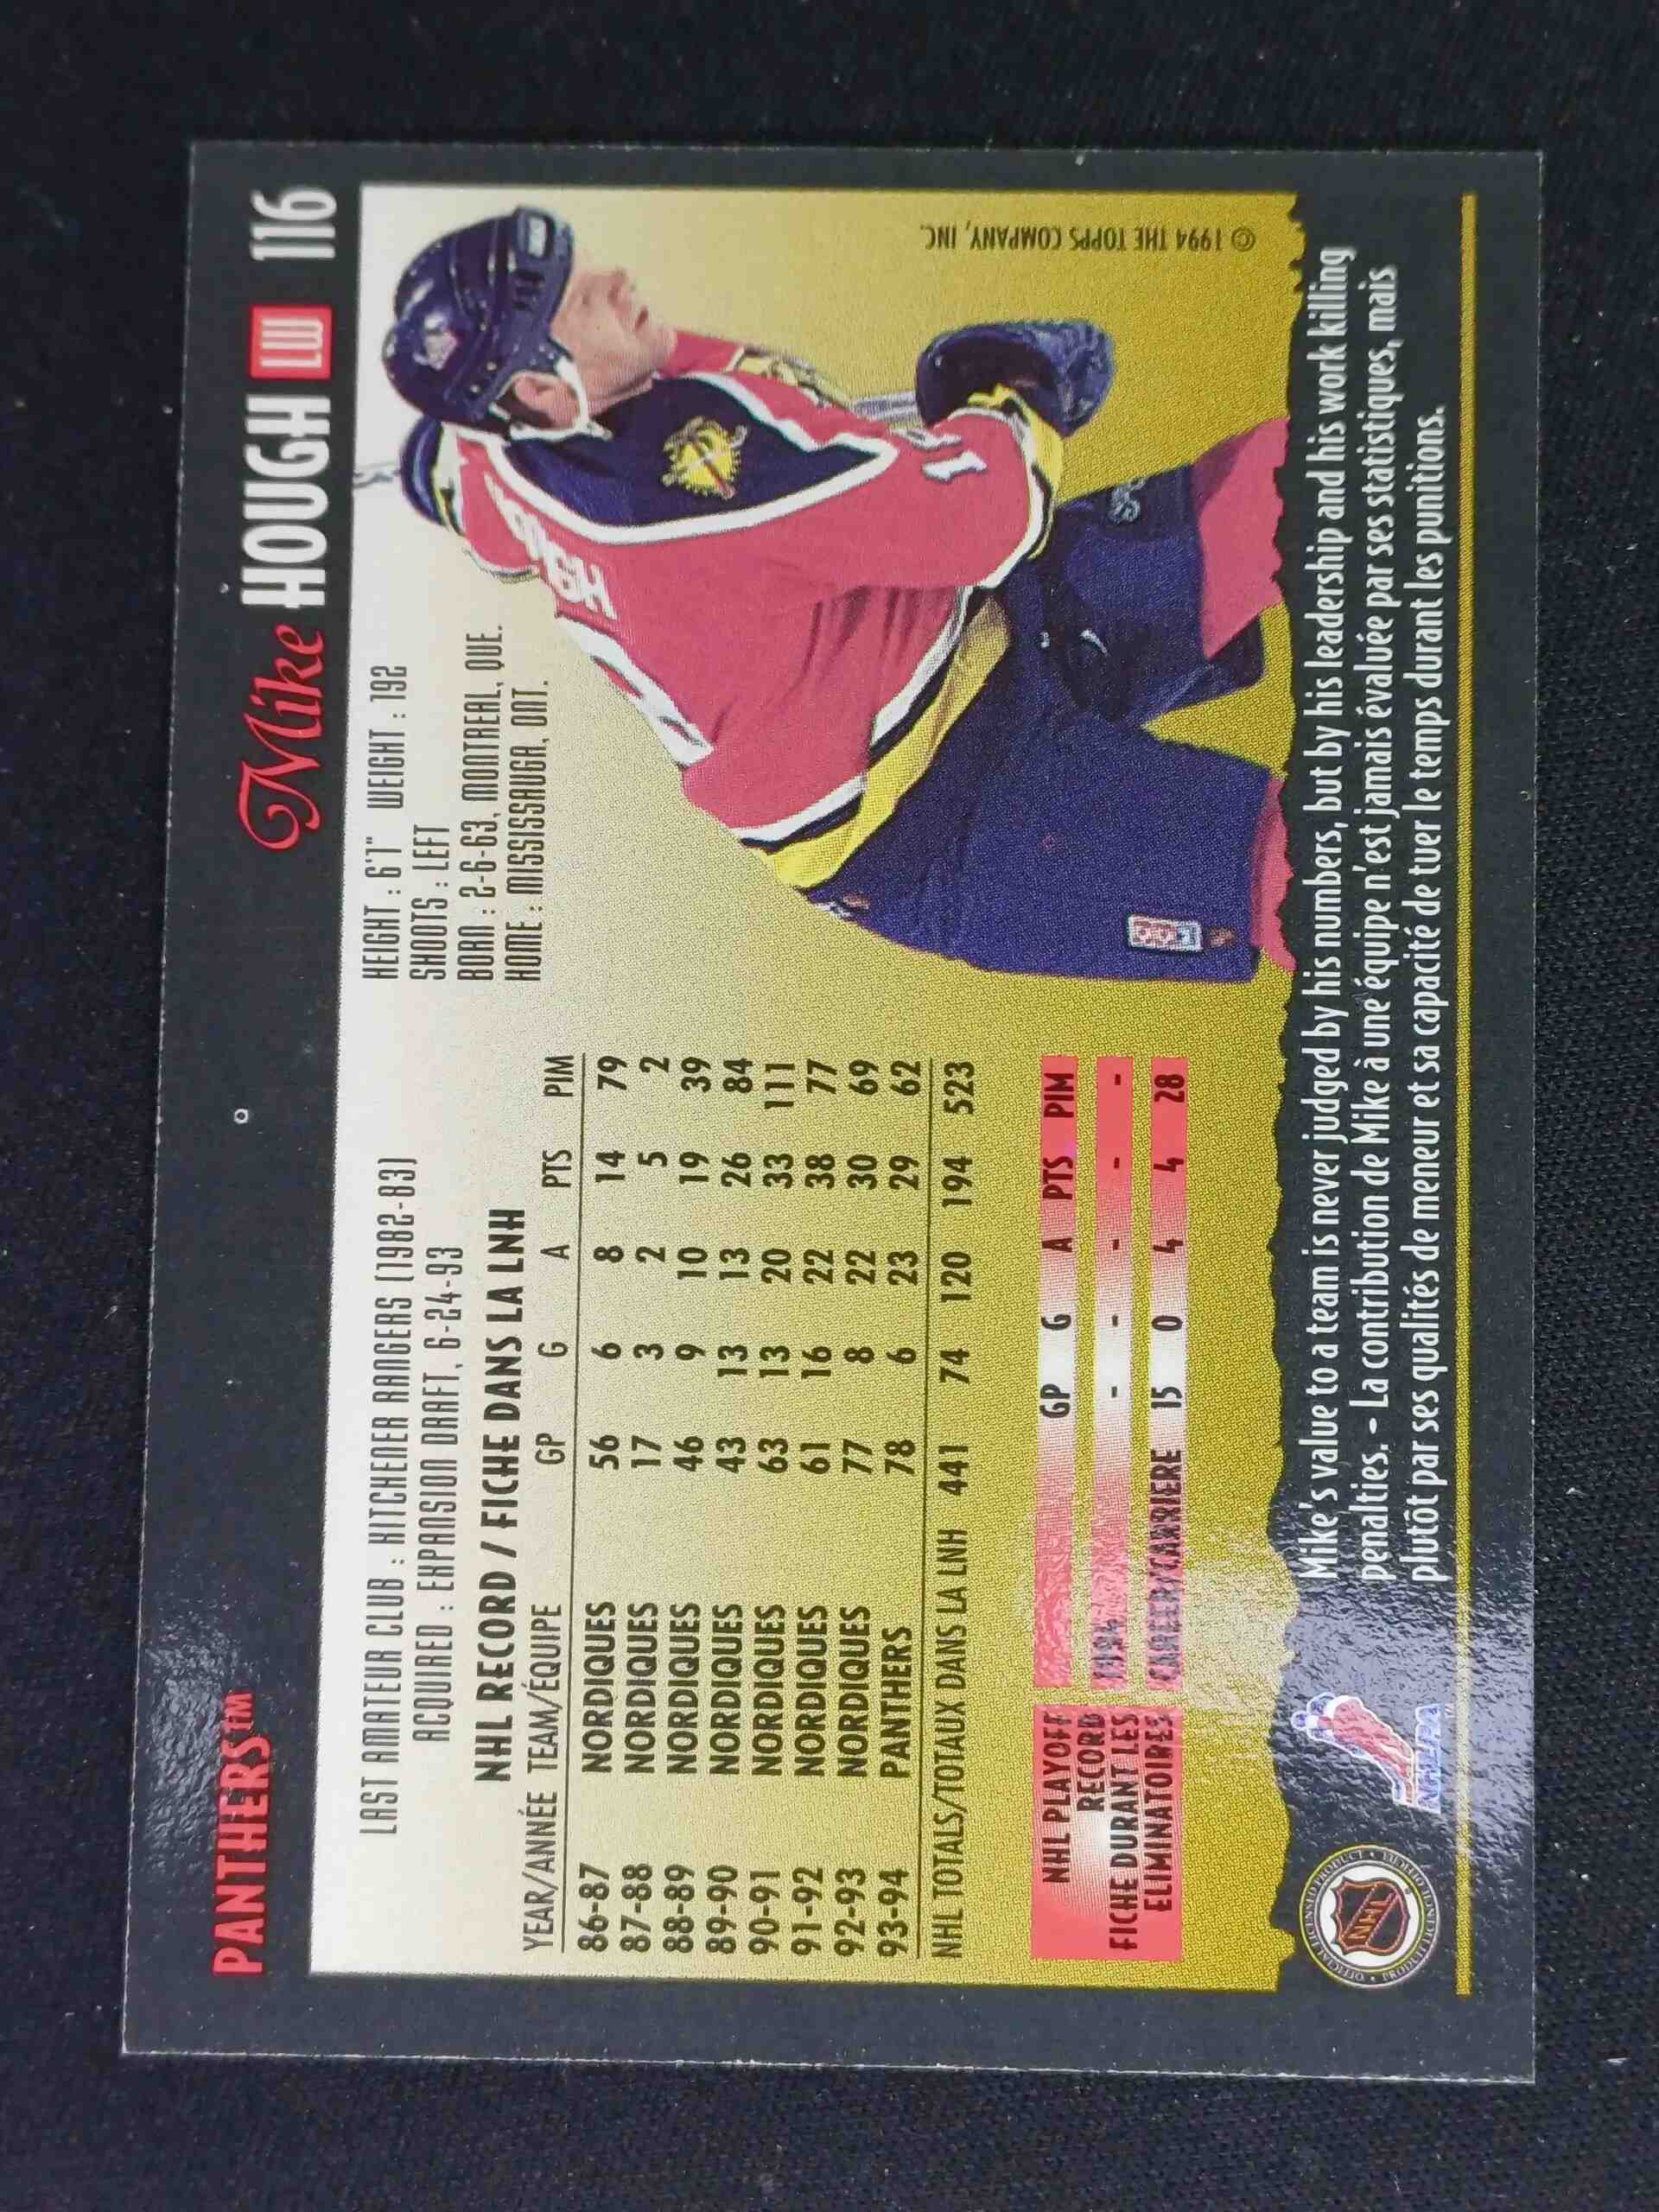 PANTHERS™
Mike HOUGH LW 116
LAST AMATEUR CLUB : KITCHENER RANGERS (1982-83)
ACQUIRED : EXPANSION DRAFT, 6-24-93
HEIGHT : 6'1" WEIGHT : 192
SHOOTS : LEFT
BORN : 2-6-63, MONTREAL, QUE.
HOME : MISSISSAUGA, ONT.
NHL RECORD / FICHE DANS LA LNH
YEAR/ANNÉE TEAM/ÉQUIPE GP G A PTS PIM
86-87 NORDIQUES 56 6 8 14 79
87-88 NORDIQUES 17 3 2 5 2
88-89 NORDIQUES 46 9 10 19 39
89-90 NORDIQUES 43 13 13 26 84
90-91 NORDIQUES 63 13 20 33 111
91-92 NORDIQUES 61 16 22 38 77
92-93 NORDIQUES 77 8 22 30 69
93-94 PANTHERS 78 6 23 29 62
NHL TOTALS/TOTAUX DANS LA LNH 441 74 120 194 523
NHL PLAYOFF
RECORD
FICHE DURANT LES
ELIMINATOIRES
GP G A PTS PIM
1994 - - - - -
CAREER/CARRIERE 15 0 4 4 28
© 1994 THE TOPPS COMPANY, INC.
Mike's value to a team is never judged by his numbers, but by his leadership and his work killing
penalties. - La contribution de Mike à une équipe n'est jamais évaluée par ses statistiques, mais
plutôt par ses qualités de meneur et sa capacité de tuer le temps durant les punitions.
NHL
NHLPA
11